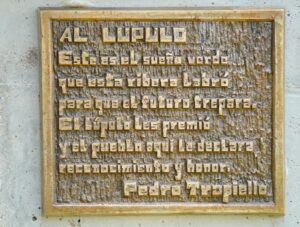 AL LUPULO
Este es el sueño verde
que esta ribera labró
para que el futuro trepara.
El lúpulo les premió
y el pueblo aquí le declara
reconocimiento y honor.
Pedro Trapiello